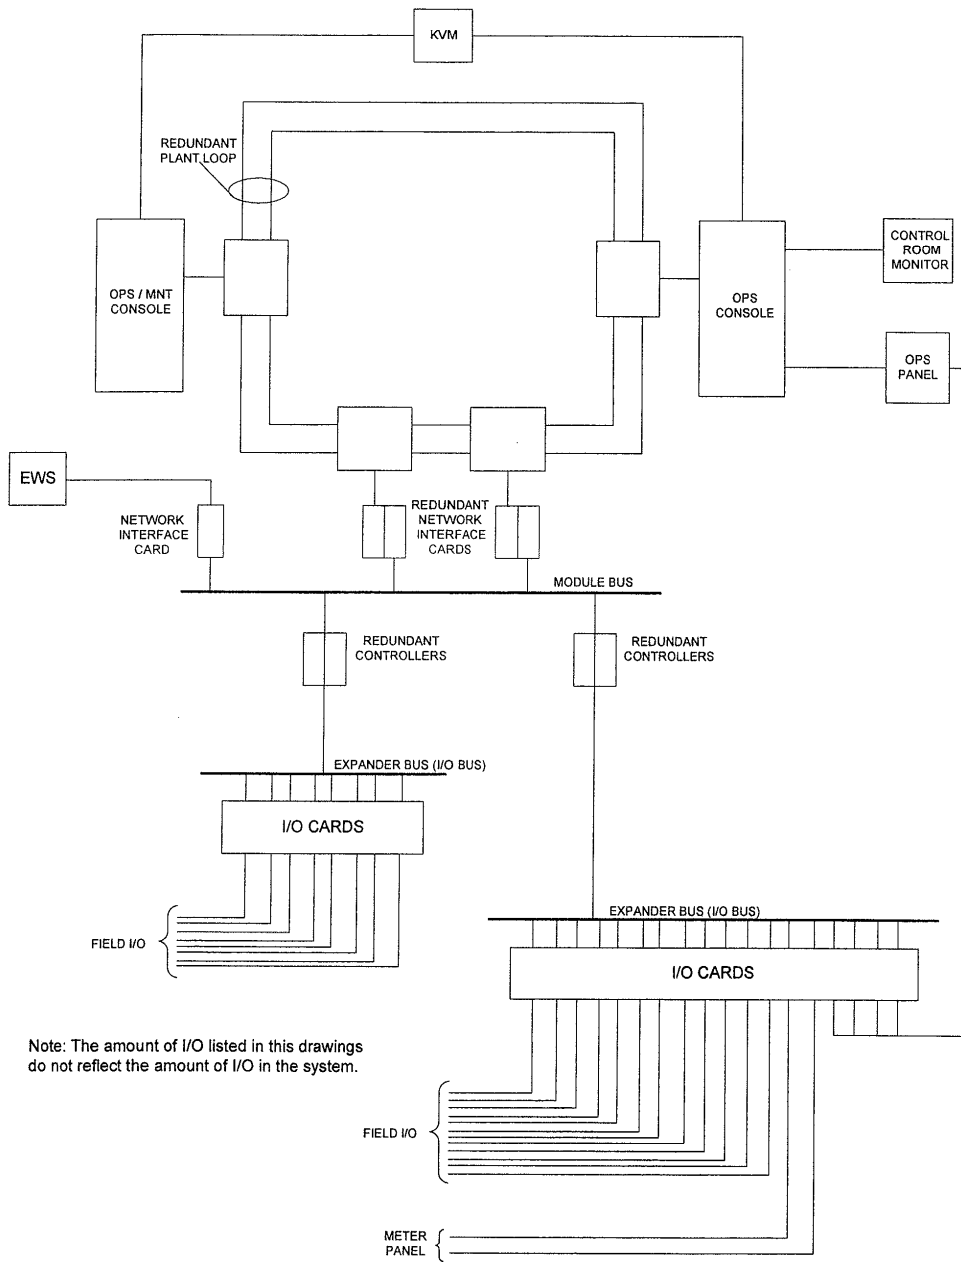 KVM
REDUNDANT
PLANT LOOP
OPS / MNT
CONSOLE
OPS
CONSOLE
CONTROL
ROOM
MONITOR
OPS
PANEL
EWS
NETWORK
INTERFACE
CARD
REDUNDANT
NETWORK
INTERFACE
CARDS
MODULE BUS
REDUNDANT
CONTROLLERS
REDUNDANT
CONTROLLERS
EXPANDER BUS (I/O BUS)
I/O CARDS
FIELD I/O
EXPANDER BUS (I/O BUS)
I/O CARDS
Note: The amount of I/O listed in this drawings
do not reflect the amount of I/O in the system.
FIELD I/O
METER
PANEL